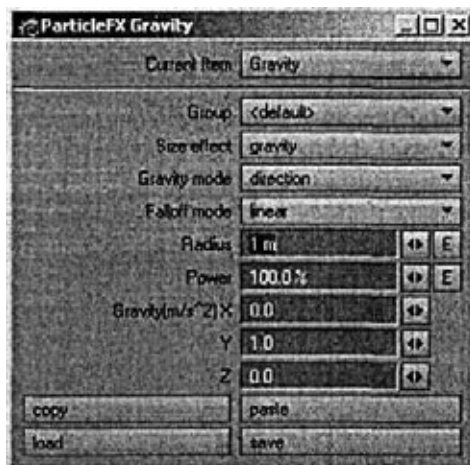 ParticleFX Gravity
Current Item Gravity
Group <default>
Size effect gravity
Gravity mode direction
Falloff mode linear
Radius 1 m E
Power 100.0 % E
Gravity(m/s^2) X 0.0
Y 1.0
Z 0.0
copy paste
load save